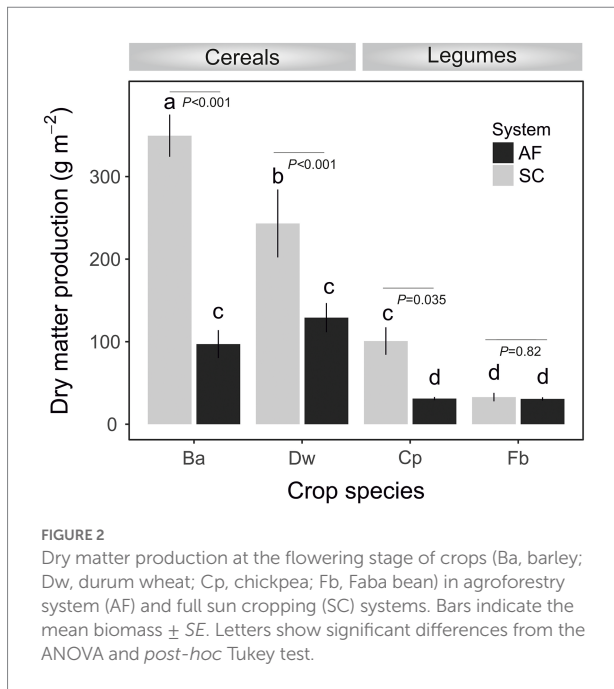 Cereals
Legumes
Dry matter production (g m⁻²)
300
200
100
0
a
P<0.001
c
b
P<0.001
c
c
P=0.035
d
d
P=0.82
d
System
AF
SC
Ba
Dw
Cp
Fb
Crop species
FIGURE 2
Dry matter production at the flowering stage of crops (Ba, barley;
Dw, durum wheat; Cp, chickpea; Fb, Faba bean) in agroforestry
system (AF) and full sun cropping (SC) systems. Bars indicate the
mean biomass ± SE. Letters show significant differences from the
ANOVA and post-hoc Tukey test.